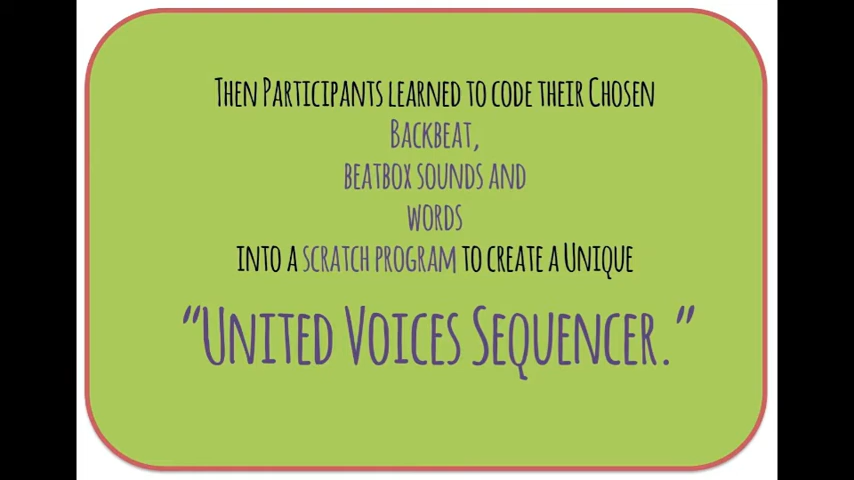 Then Participants learned to code their Chosen
Backbeat,
beatbox sounds and
words
into a scratch program to create a Unique
“United Voices Sequencer.”